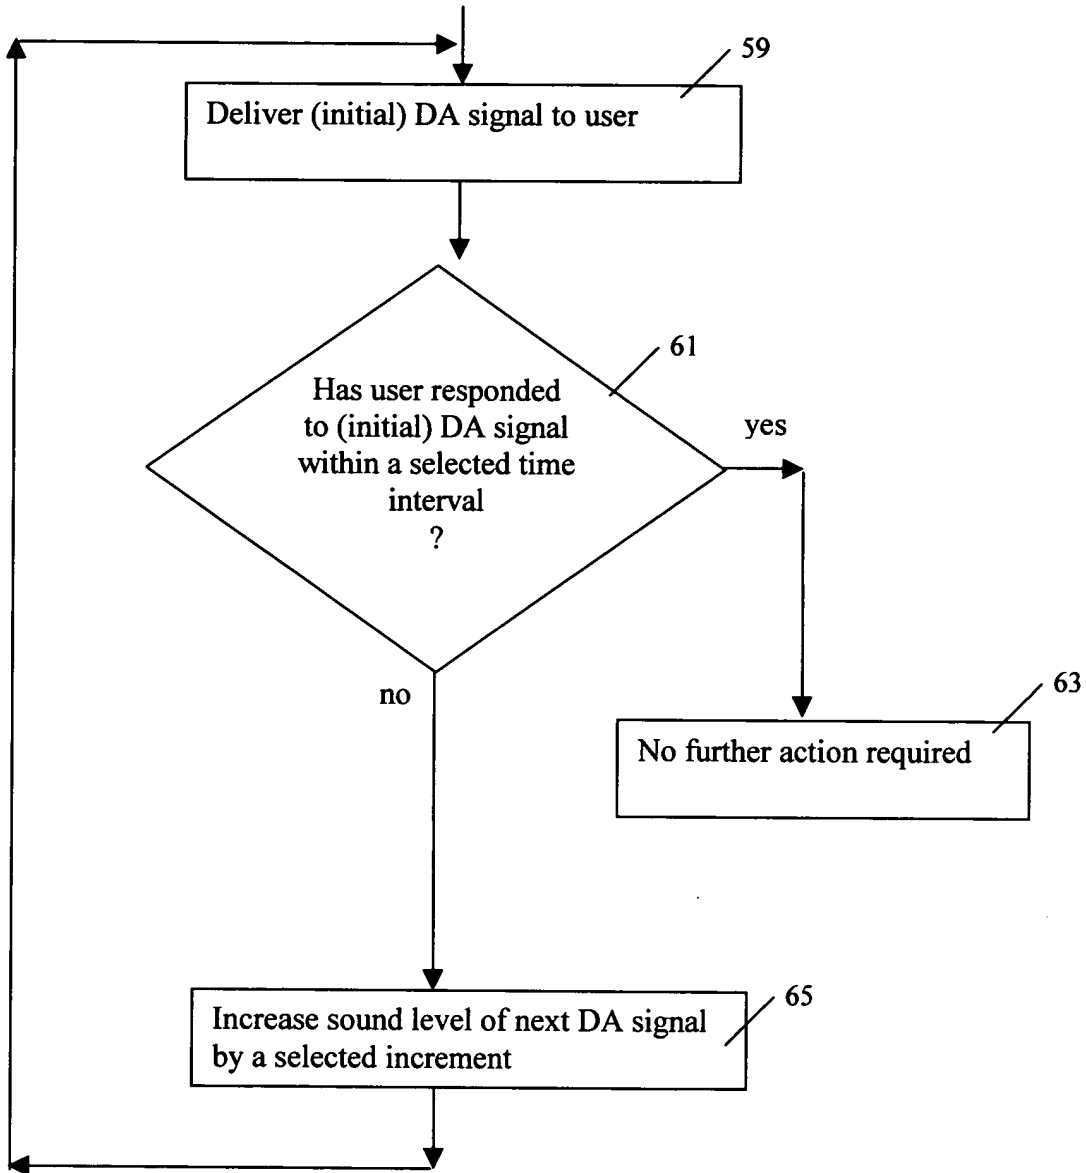 59
Deliver (initial) DA signal to user
61
Has user responded
to (initial) DA signal
within a selected time
interval
?
yes
no
63
No further action required
65
Increase sound level of next DA signal
by a selected increment